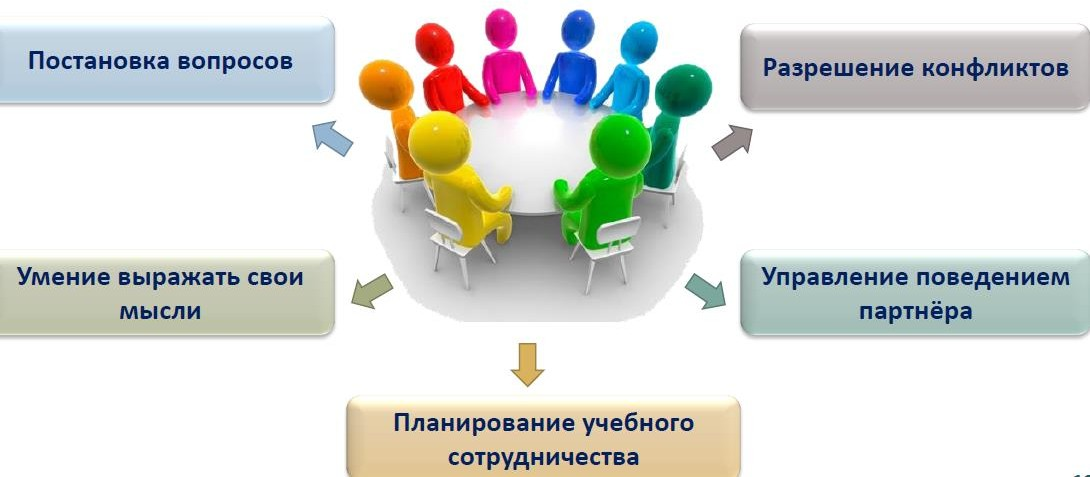 Постановка вопросов
Разрешение конфликтов
Умение выражать свои
мысли
Управление поведением
партнёра
Планирование учебного
сотрудничества